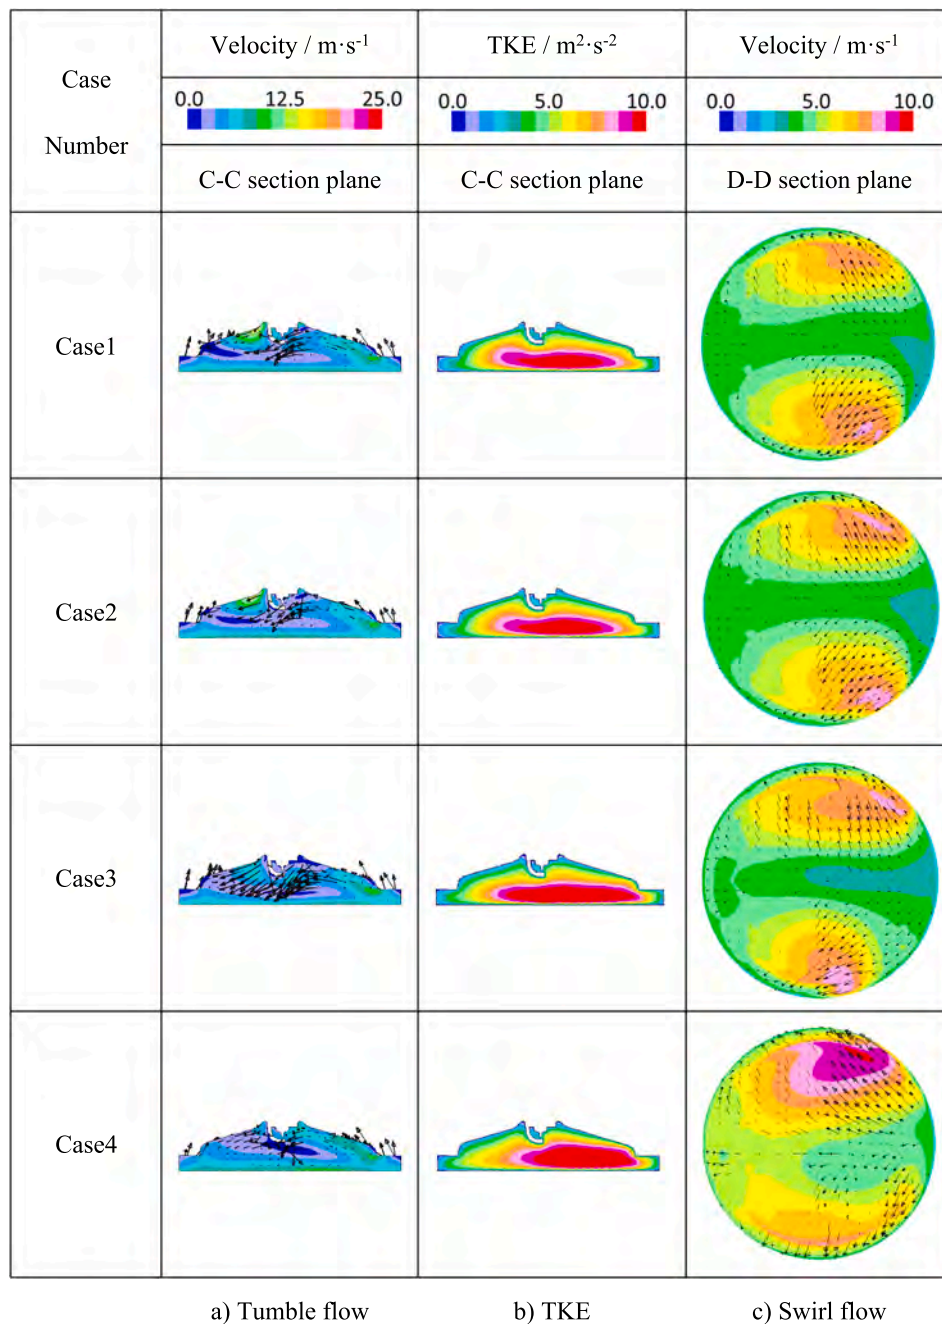 Case
Number
Velocity / m·s-1
TKE / m2·s-2
Velocity / m·s-1
0.0 12.5 25.0
0.0 5.0 10.0
0.0 5.0 10.0
C-C section plane
C-C section plane
D-D section plane
Case1
Case2
Case3
Case4
a) Tumble flow
b) TKE
c) Swirl flow